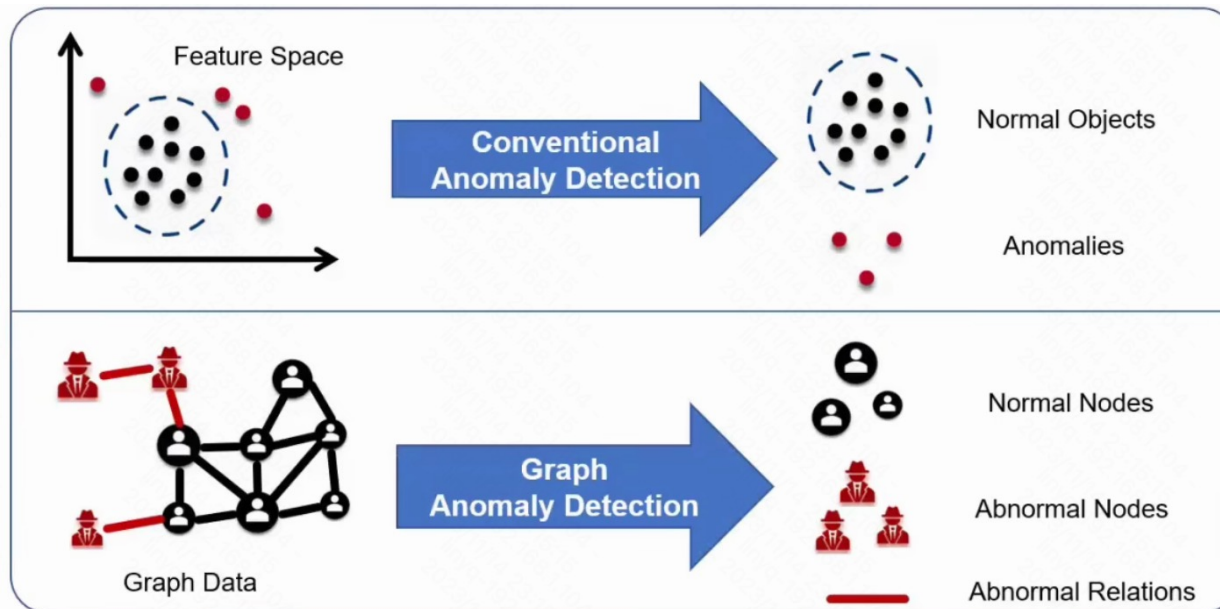 Feature Space
Conventional
Anomaly Detection
Normal Objects
Anomalies
Graph Data
Graph
Anomaly Detection
Normal Nodes
Abnormal Nodes
Abnormal Relations